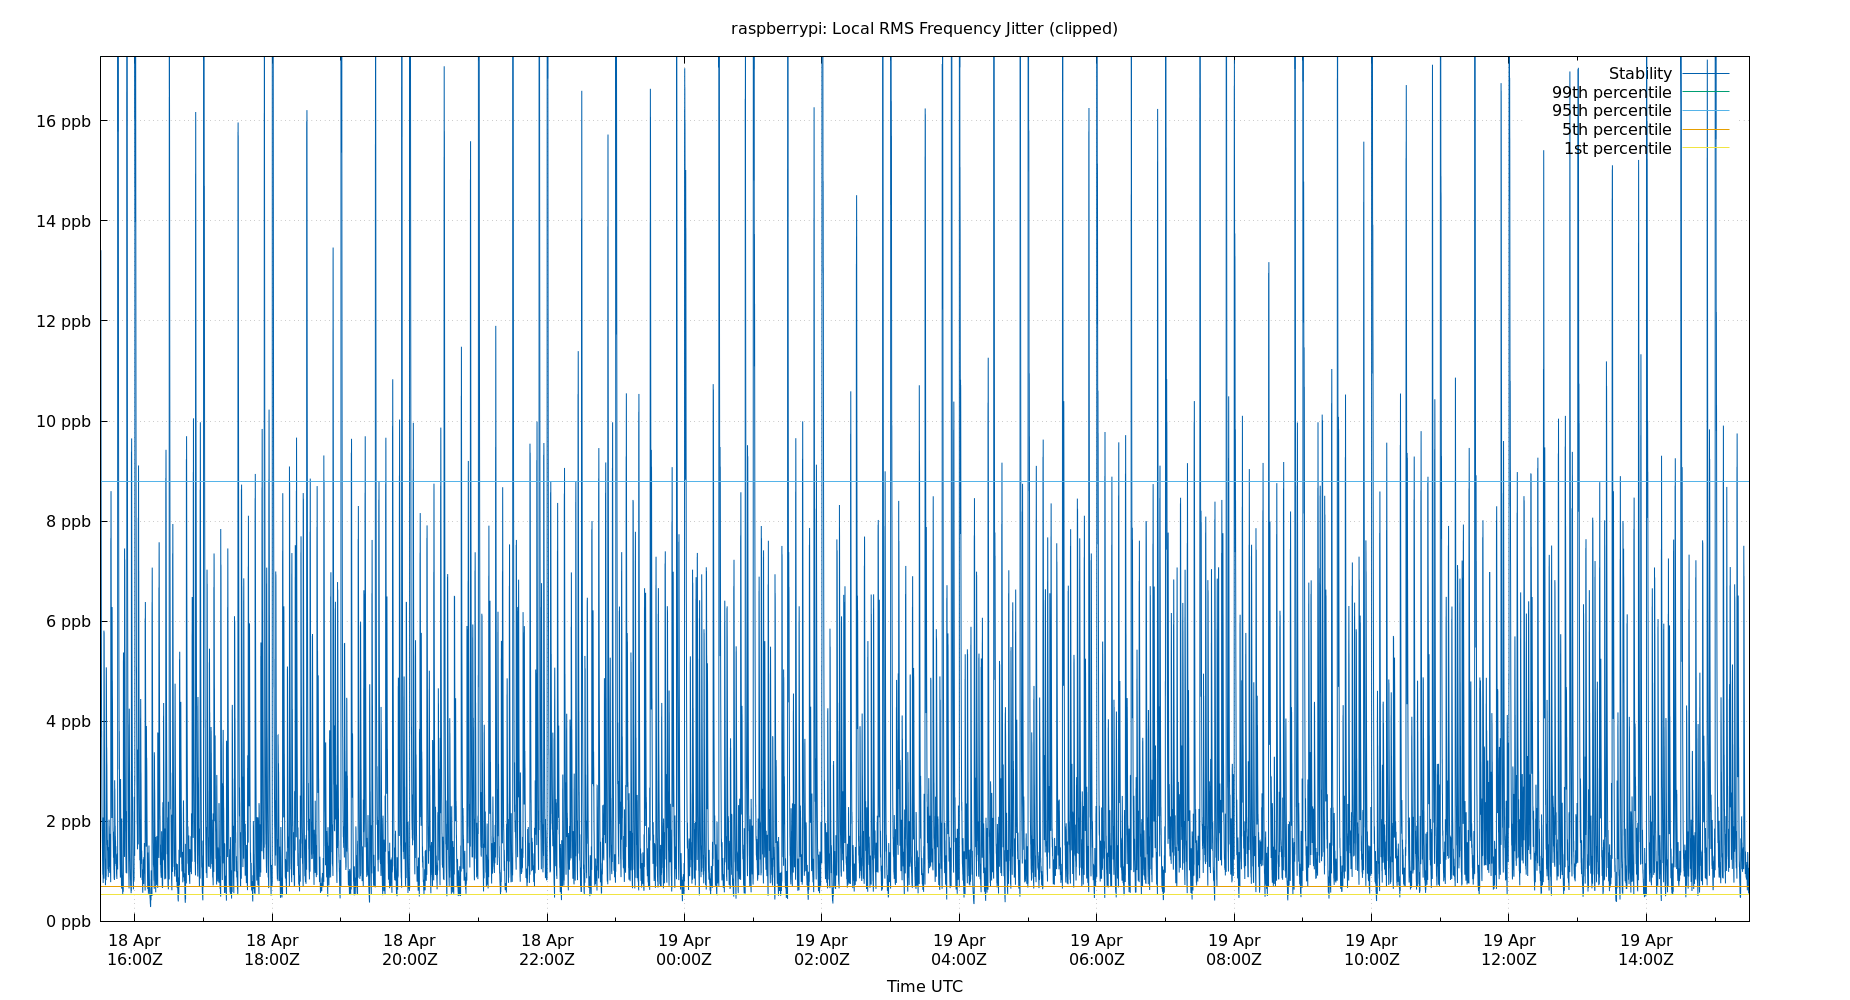 raspberrypi: Local RMS Frequency Jitter (clipped)
Stability
99th percentile
95th percentile
5th percentile
1st percentile
16 ppb
14 ppb
12 ppb
10 ppb
8 ppb
6 ppb
4 ppb
2 ppb
0 ppb
18 Apr 18 Apr 18 Apr 18 Apr 19 Apr 19 Apr 19 Apr 19 Apr 19 Apr 19 Apr 19 Apr 19 Apr
16:00Z 18:00Z 20:00Z 22:00Z 00:00Z 02:00Z 04:00Z 06:00Z 08:00Z 10:00Z 12:00Z 14:00Z
Time UTC